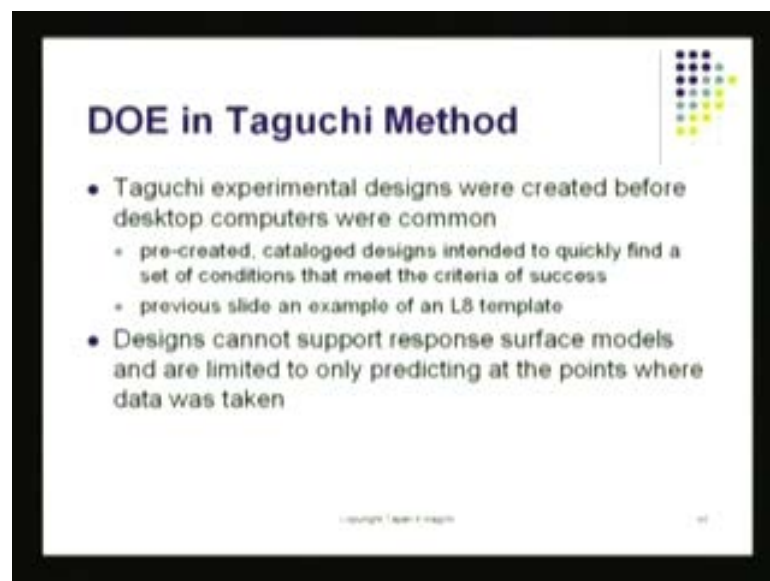 DOE in Taguchi Method
• Taguchi experimental designs were created before
desktop computers were common
• pre-created, cataloged designs intended to quickly find a
set of conditions that meet the criteria of success
• previous slide an example of an L8 template
• Designs cannot support response surface models
and are limited to only predicting at the points where
data was taken